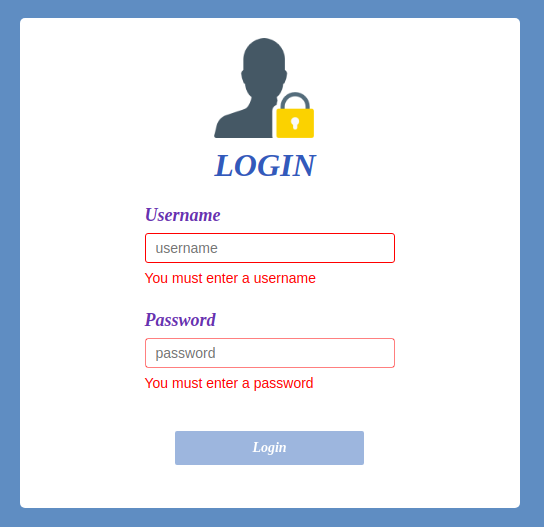 LOGIN
Username
username
You must enter a username
Password
password
You must enter a password
Login